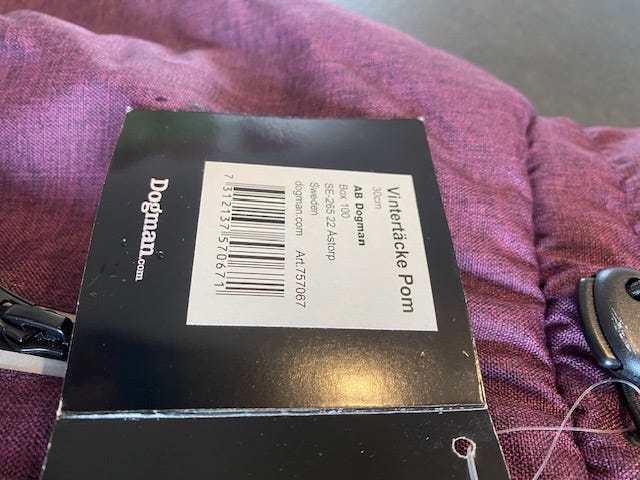 Vintertäcke Pom
30cm
AB Dogman
Box 100
SE-265 22 Åstorp
Sweden
dogman.com Art.757067
7 312137 570671
Dogman.com